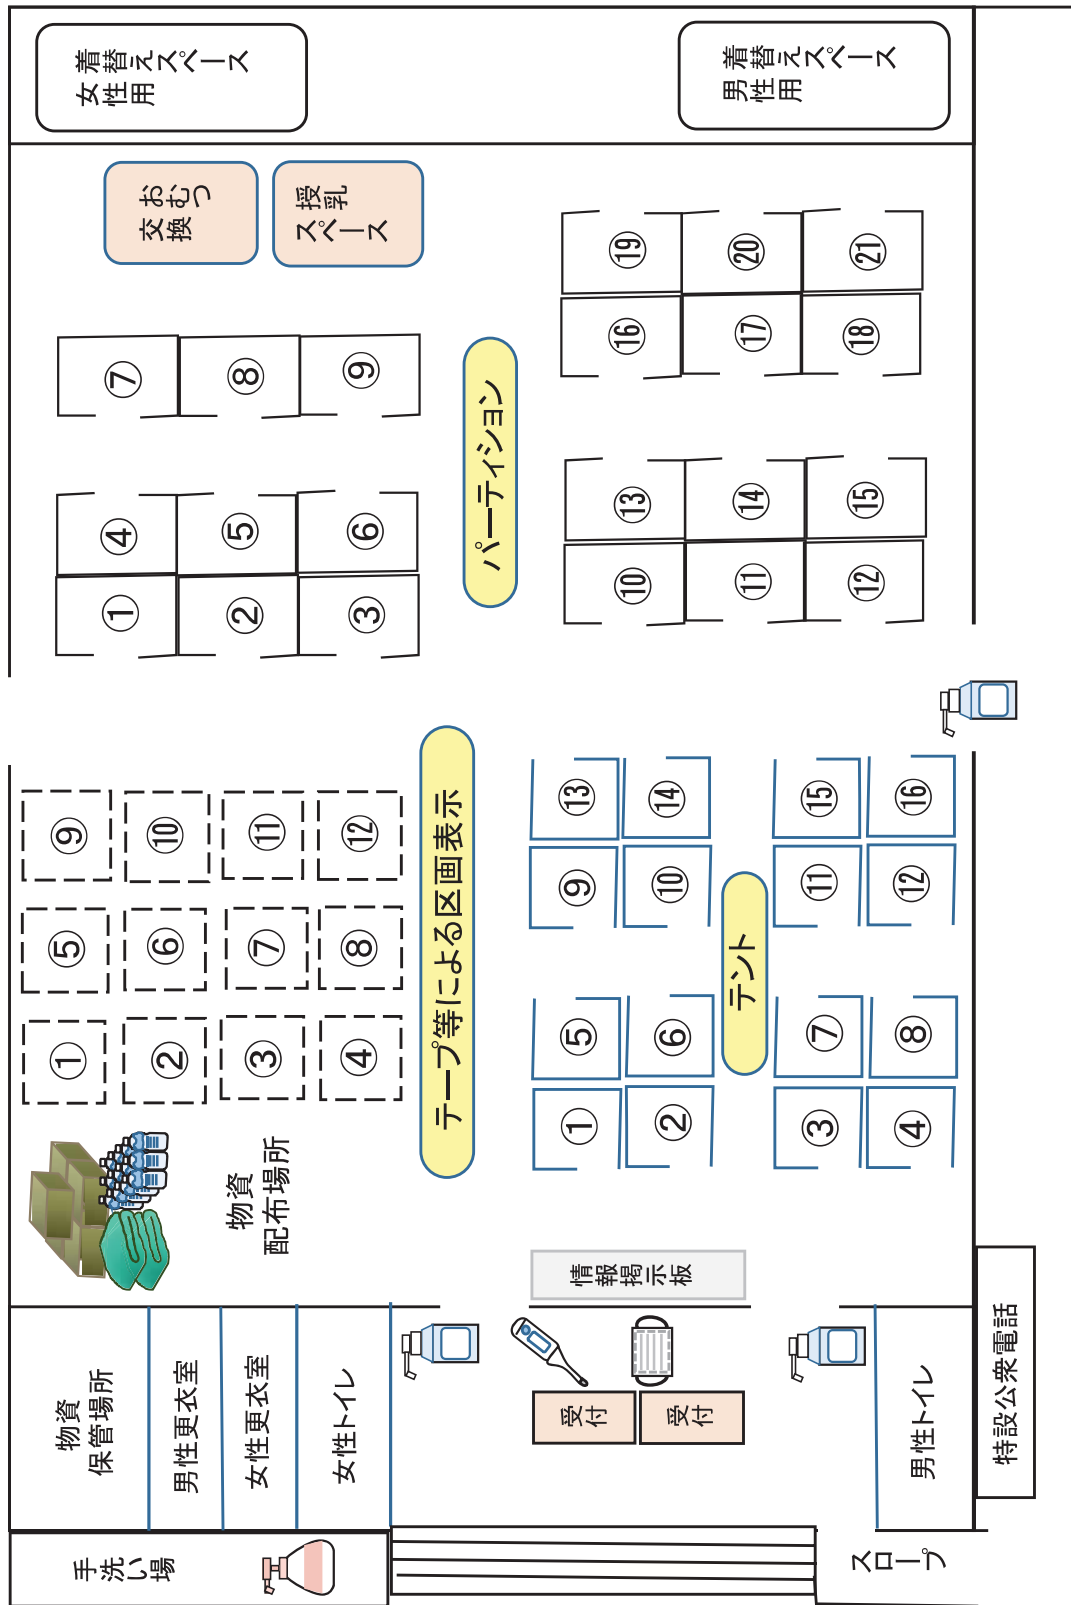 女性用
着替えスペース
男性用
着替えスペース
おむつ
交換
授乳
スペース
⑦
⑧
⑨
④
⑤
⑥
①
②
③
パーティション
⑲
⑳
㉑
⑯
⑰
⑱
⑬
⑭
⑮
⑩
⑪
⑫
⑨
⑩
⑪
⑫
⑤
⑥
⑦
⑧
①
②
③
④
テープ等による区画表示
⑬
⑭
⑮
⑯
⑨
⑩
⑪
⑫
テント
⑤
⑥
⑦
⑧
①
②
③
④
物資
配布場所
情報掲示板
物資
保管場所
男性更衣室
女性更衣室
女性トイレ
受付
受付
男性トイレ
特設公衆電話
手洗い場
スロープ